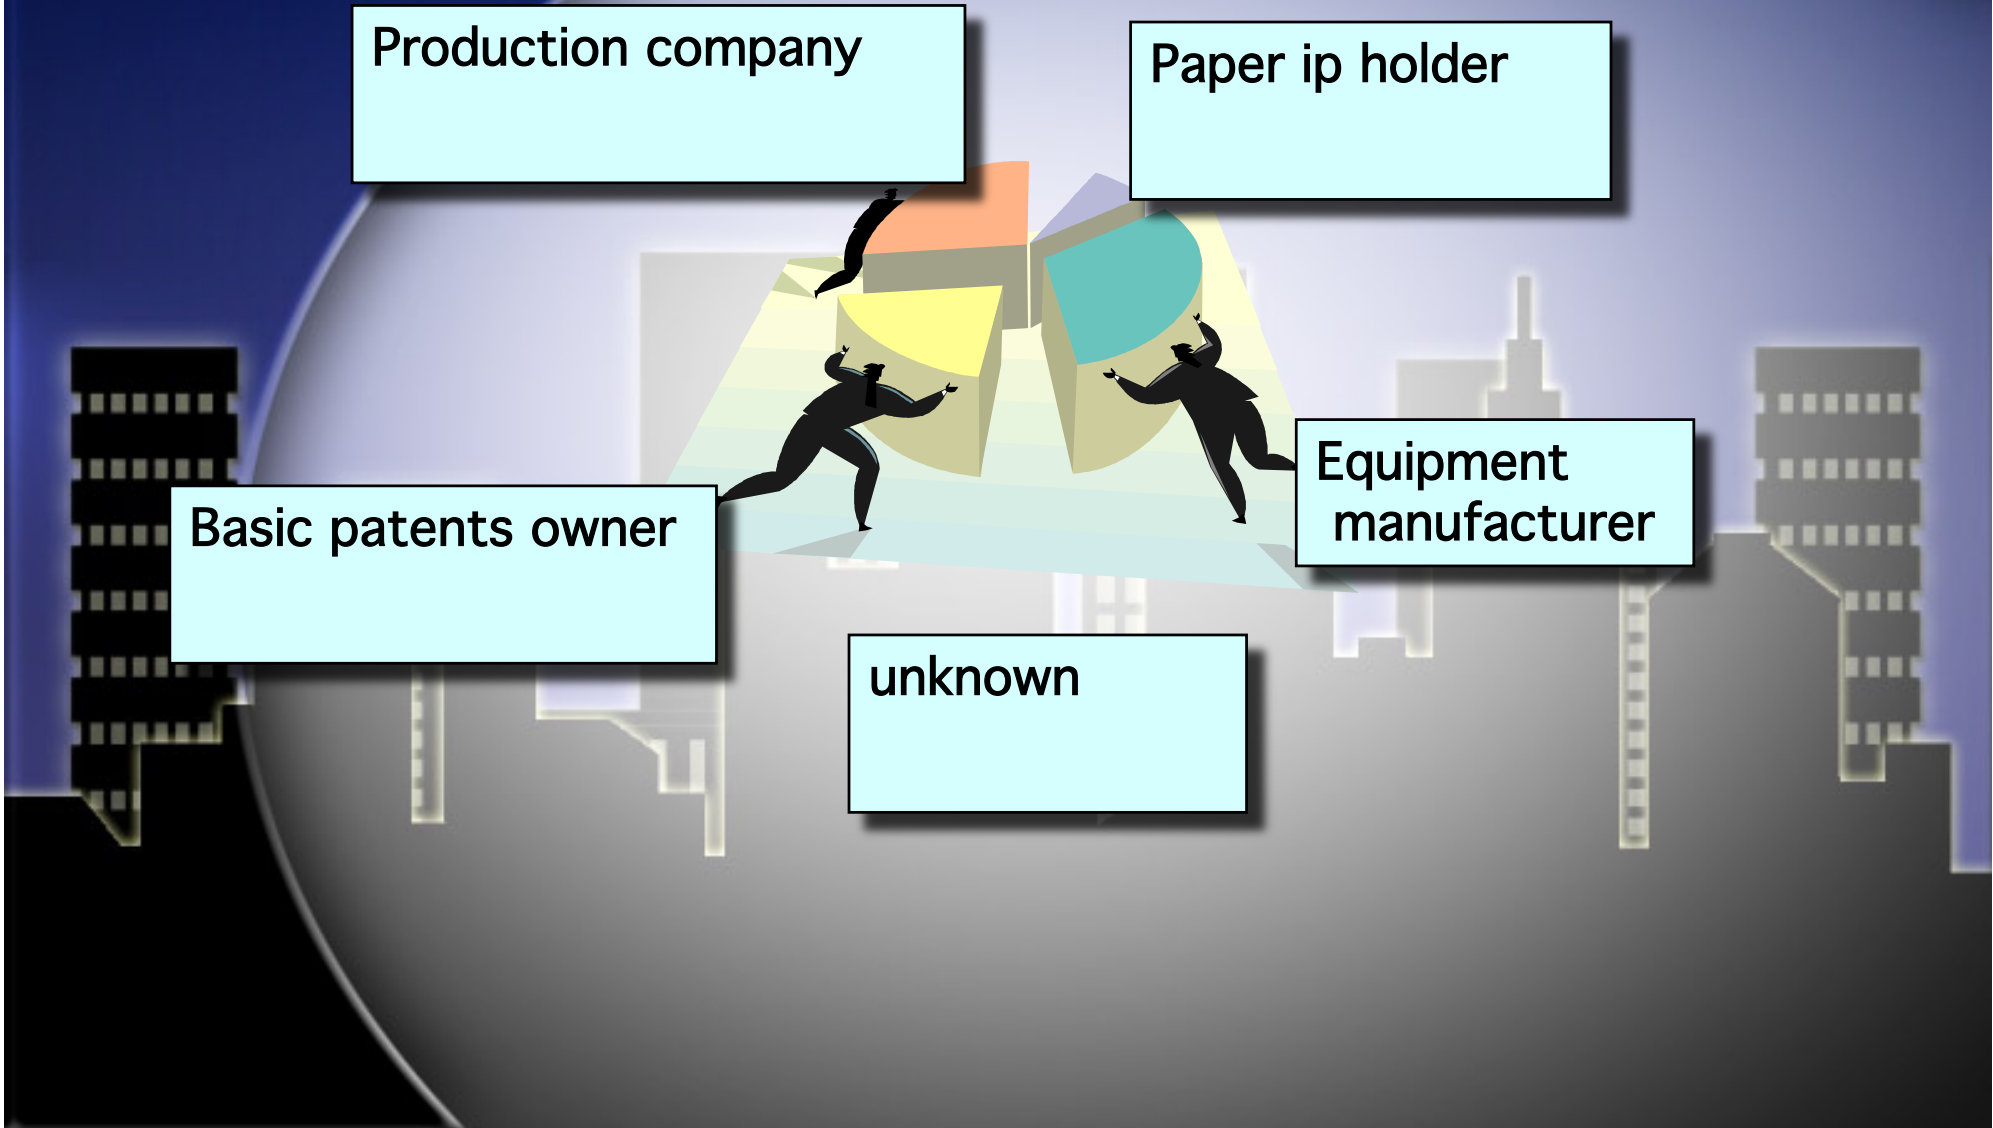 Production company
Paper ip holder
Equipment
manufacturer
Basic patents owner
unknown